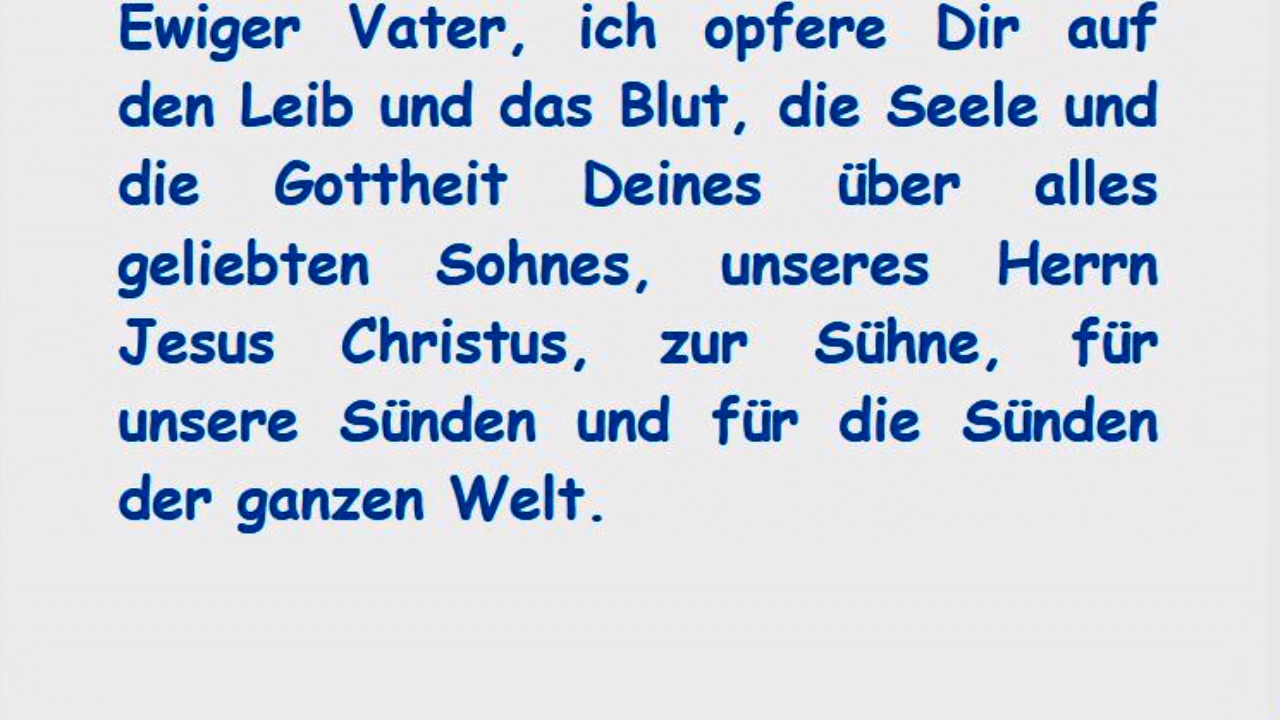 Ewiger Vater, ich opfere Dir auf
den Leib und das Blut, die Seele und
die Gottheit Deines über alles
geliebten Sohnes, unseres Herrn
Jesus Christus, zur Sühne, für
unsere Sünden und für die Sünden
der ganzen Welt.